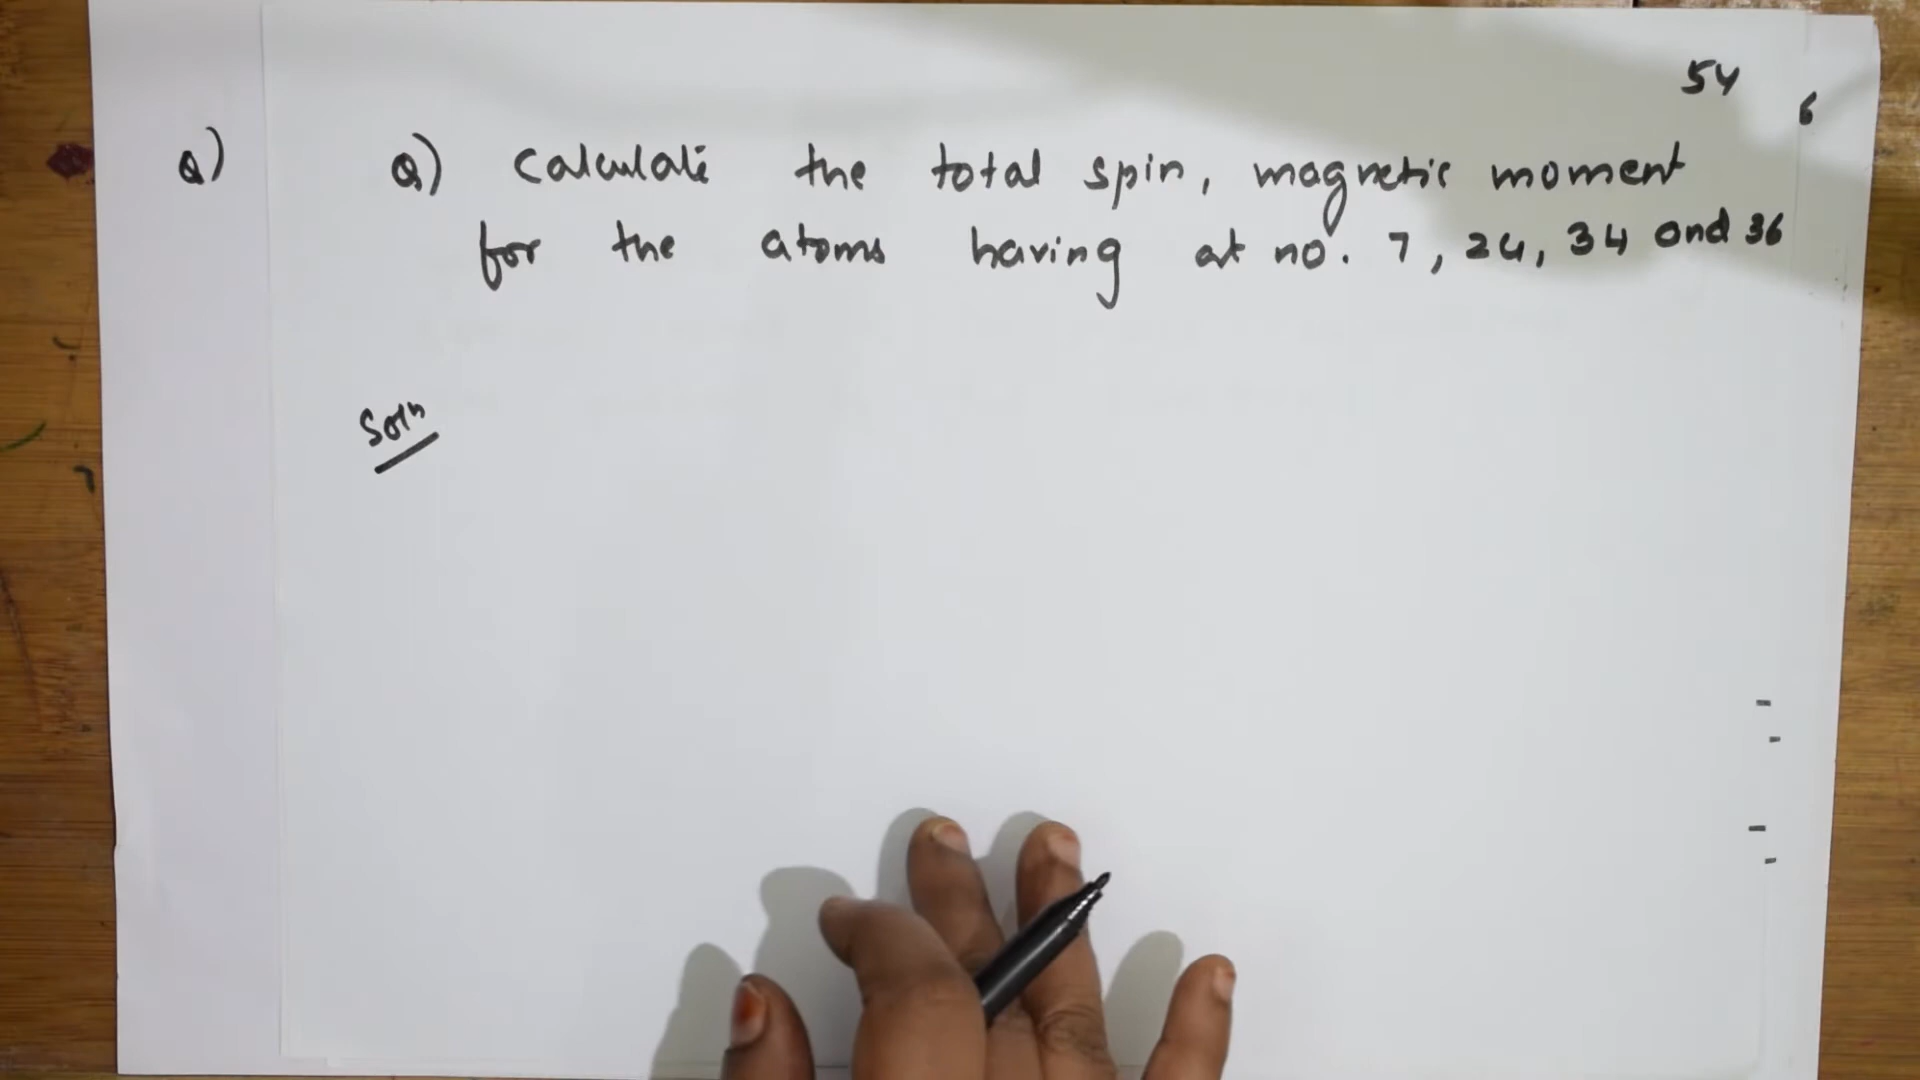 54
6
Q)
Q) Calculate the total spin, magnetic moment
for the atoms having at no. 7, 24, 34 and 36
Soln